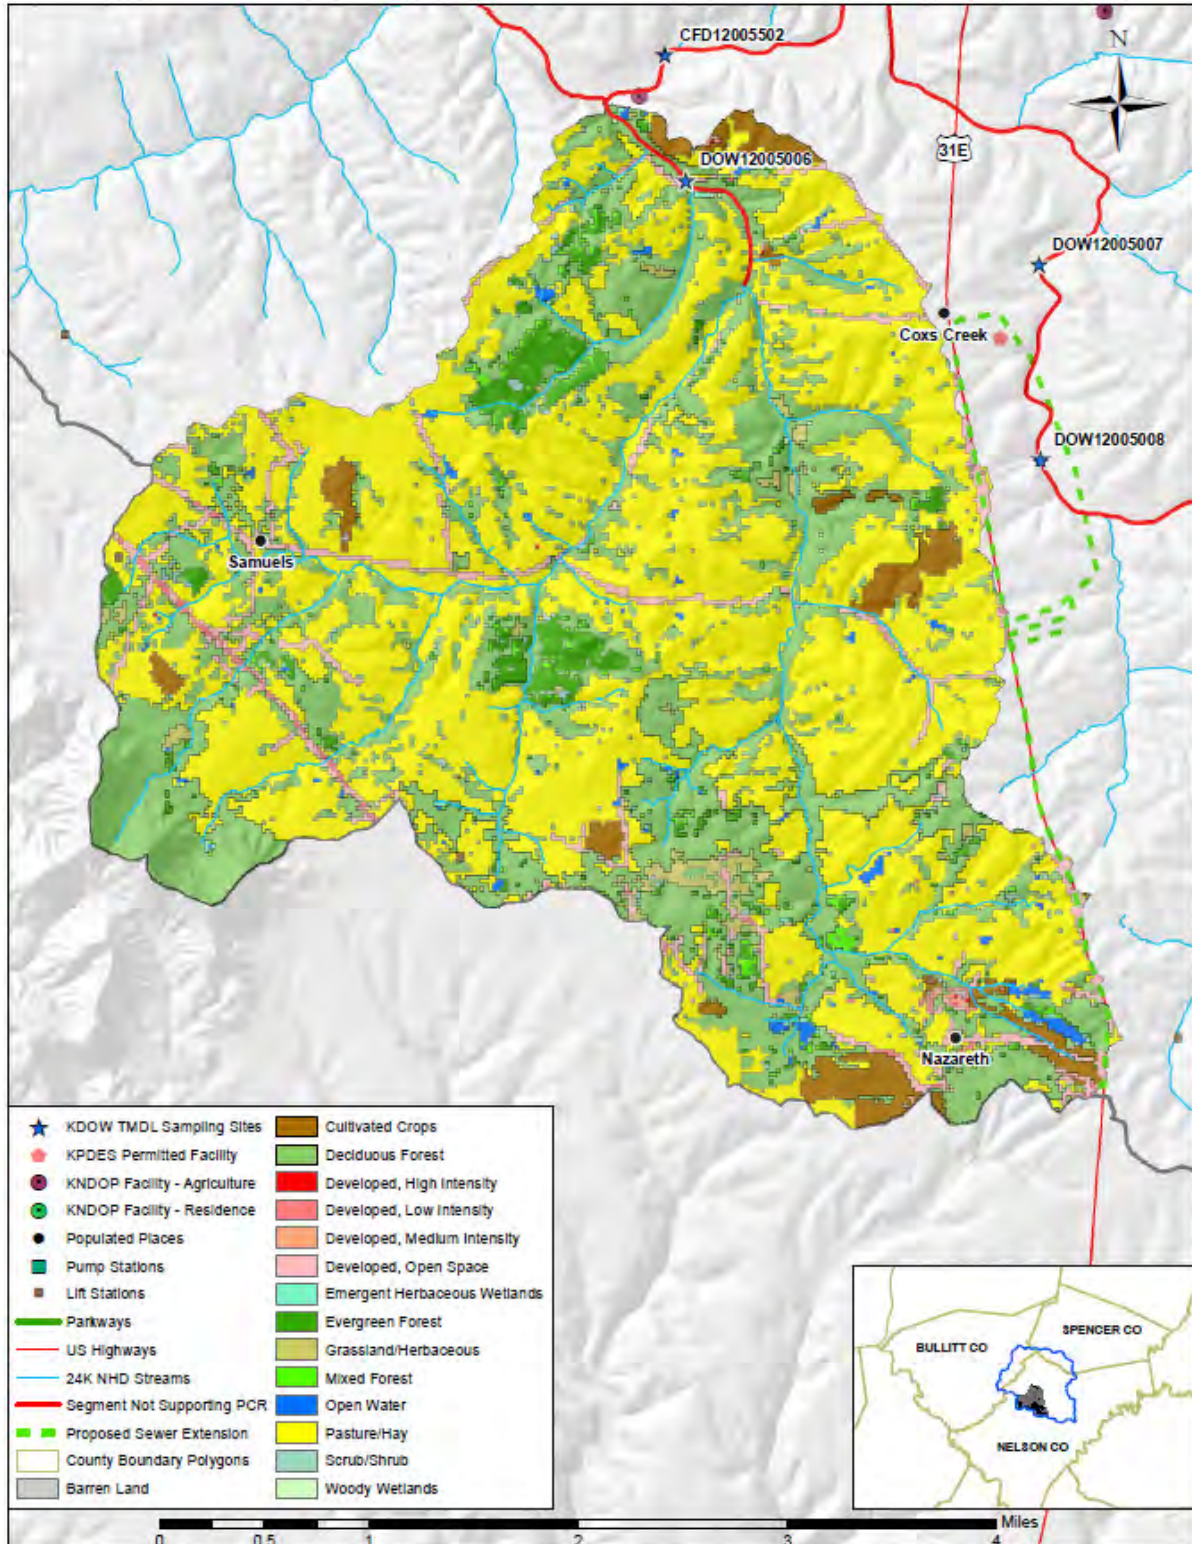 CFD12005502
N
31E
DOW12005006
DOW12005007
Coxs Creek
DOW12005008
Samuels
Nazareth
KDOW TMDL Sampling Sites
KPDES Permitted Facility
KNDOP Facility - Agriculture
KNDOP Facility - Residence
Populated Places
Pump Stations
Lift Stations
Parkways
US Highways
24K NHD Streams
Segment Not Supporting PCR
Proposed Sewer Extension
County Boundary Polygons
Barren Land
Cultivated Crops
Deciduous Forest
Developed, High Intensity
Developed, Low Intensity
Developed, Medium Intensity
Developed, Open Space
Emergent Herbaceous Wetlands
Evergreen Forest
Grassland/Herbaceous
Mixed Forest
Open Water
Pasture/Hay
Scrub/Shrub
Woody Wetlands
BULLITT CO
SPENCER CO
NELSON CO
Miles
0 0.5 1 2 3 4